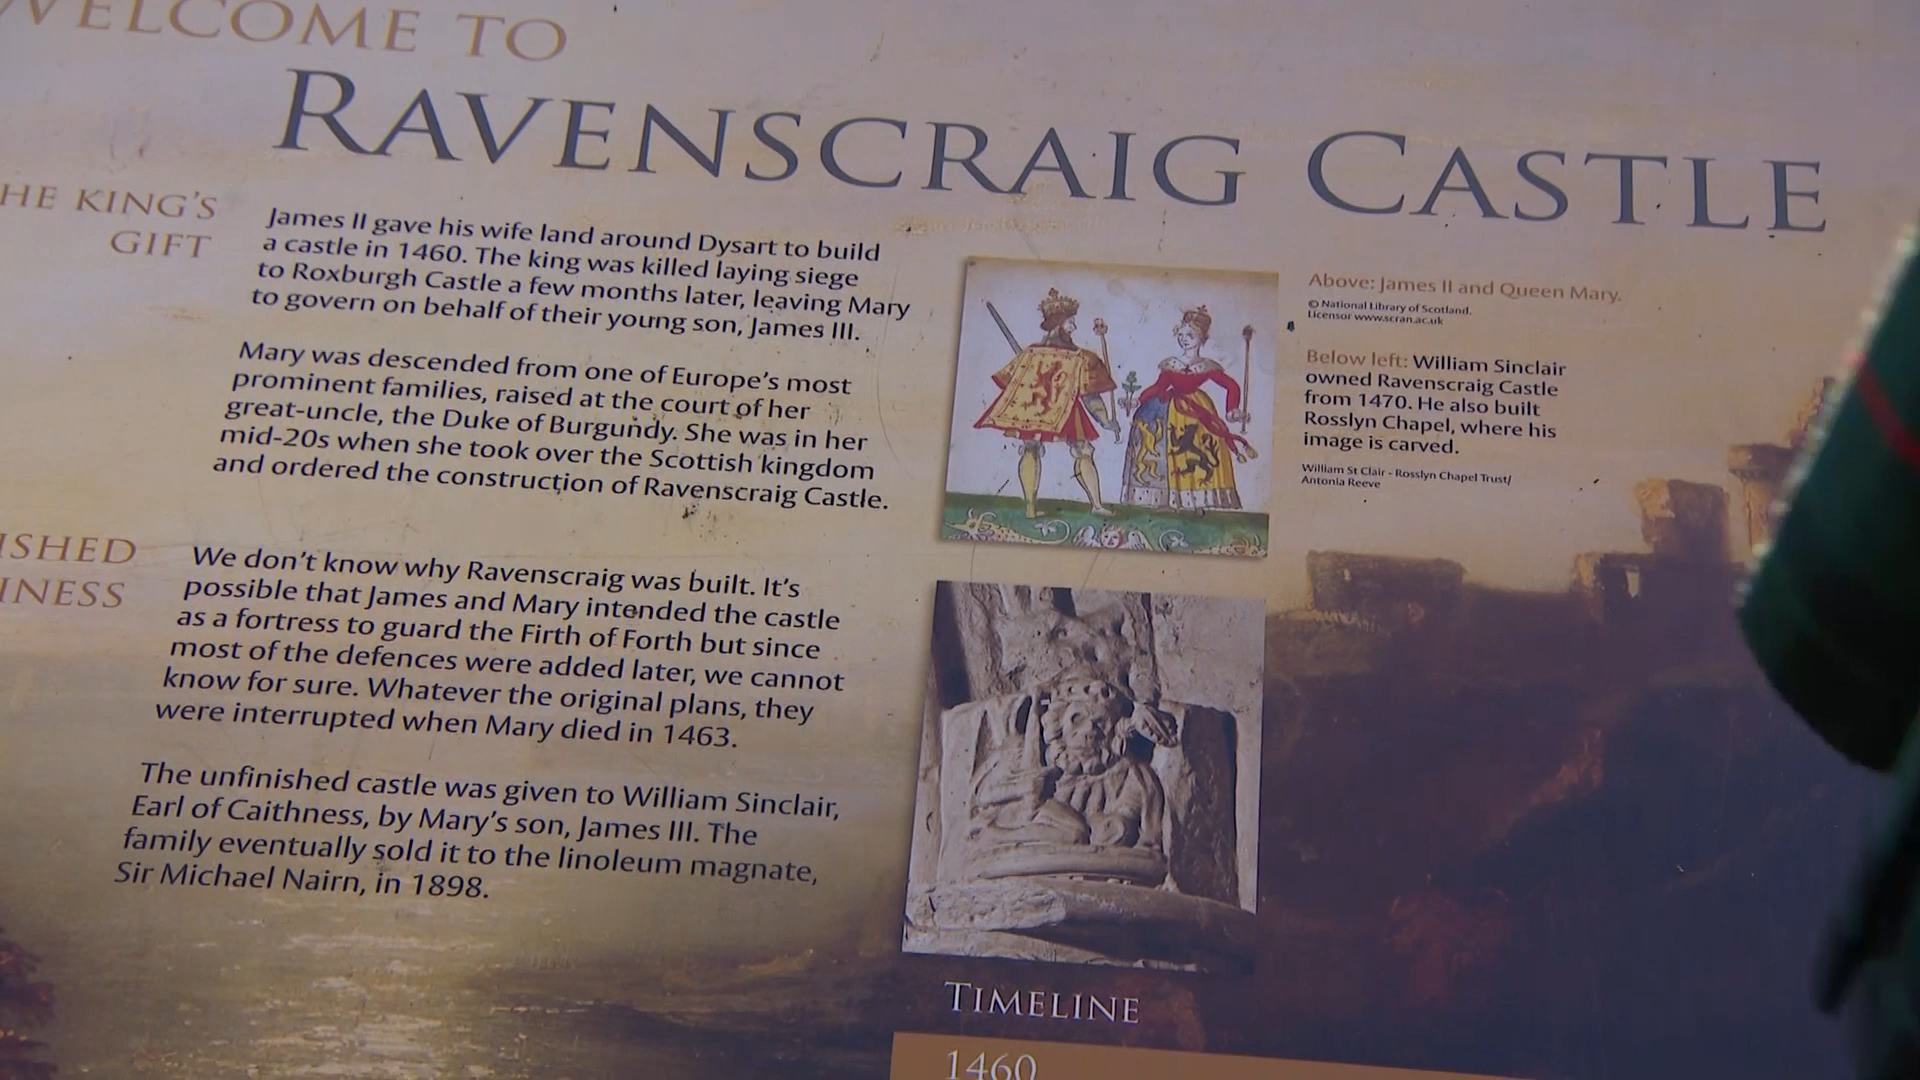 WELCOME TO
RAVENSCRAIG CASTLE
HE KING'S
GIFT
James II gave his wife land around Dysart to build
a castle in 1460. The king was killed laying siege
to Roxburgh Castle a few months later, leaving Mary
to govern on behalf of their young son, James III.
Mary was descended from one of Europe's most
prominent families, raised at the court of her
great-uncle, the Duke of Burgundy. She was in her
mid-20s when she took over the Scottish kingdom
and ordered the construction of Ravenscraig Castle.
ISHED
INESS
We don't know why Ravenscraig was built. It's
possible that James and Mary intended the castle
as a fortress to guard the Firth of Forth but since
most of the defences were added later, we cannot
know for sure. Whatever the original plans, they
were interrupted when Mary died in 1463.
The unfinished castle was given to William Sinclair,
Earl of Caithness, by Mary's son, James III. The
family eventually sold it to the linoleum magnate,
Sir Michael Nairn, in 1898.
Above: James II and Queen Mary.
© National Library of Scotland.
Licensor www.scran.ac.uk
Below left: William Sinclair
owned Ravenscraig Castle
from 1470. He also built
Rosslyn Chapel, where his
image is carved.
William St Clair - Rosslyn Chapel Trust/
Antonia Reeve
TIMELINE
1460